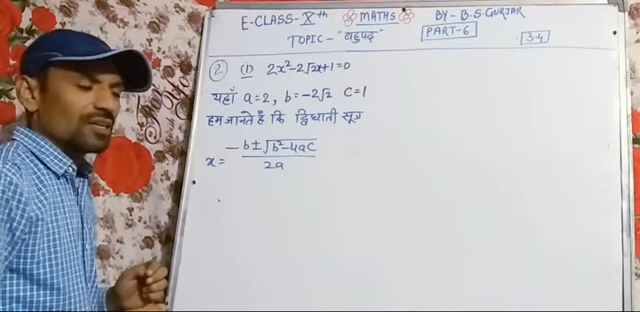 E-CLASS-Xth MATHS BY-B.S.GURJAR
TOPIC-"बहुपद" PART-6 3.4
② (i) 2x²-2√2x+1=0
यहाँ a=2, b=-2√2 C=1
हम जानते हैं कि द्विघाती सूत्र
x= -b±√b²-4ac
2a